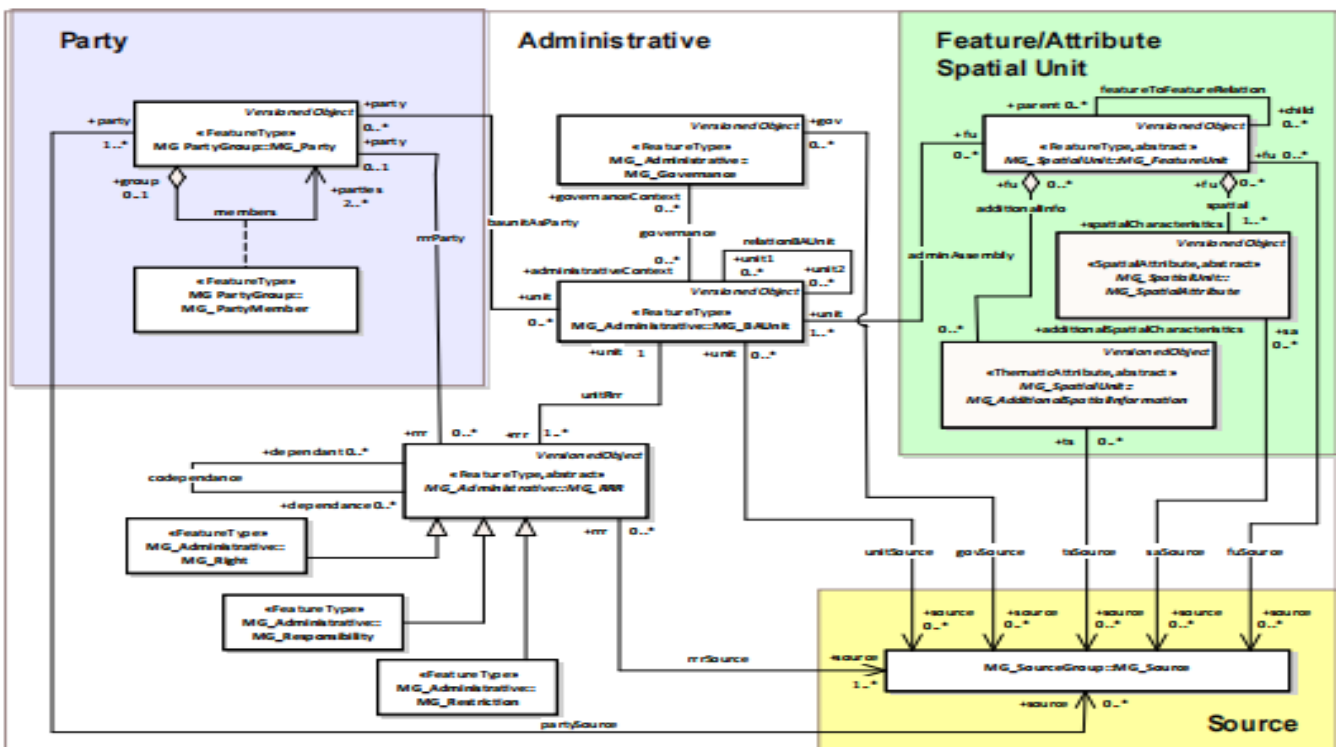 Party
Administrative
Feature/Attribute
Spatial Unit
VersionedObject
«FeatureType»
MG PartyGroup::MG_Party
+party
1..*
+party
0..*
+party
0..1
+group
0..1
+parties
2..*
members
«FeatureType»
MG PartyGroup::
MG_PartyMember
rrrParty
baunitAsParty
VersionedObject
«FeatureType»
MG_Administrative::
MG_Governance
+gov
0..*
+governanceContext
0..*
governance
0..*
+administrativeContext
relationBAUnit
+unit1
0..*
+unit2
0..*
VersionedObject
«FeatureType»
MG_Administrative::MG_BAUnit
+unit
0..*
+unit
1..*
+unit 1
+unit 0..*
unitRrr
adminAssembly
featureToFeatureRelation
+parent 0..*
+child
0..*
VersionedObject
«FeatureType,abstract»
MG_SpatialUnit::MG_FeatureUnit
+fu
0..*
+fu 0..*
+fu 0..*
+fu 0..*
additionalInfo
spatial
1..*
+spatialCharacteristics
VersionedObject
«SpatialAttribute,abstract»
MG_SpatialUnit::
MG_SpatialAttribute
0..*
+additionalSpatialCharacteristics
+sa
0..*
VersionedObject
«ThematicAttribute,abstract»
MG_SpatialUnit::
MG_AdditionalSpatialInformation
+ts 0..*
+rrr 0..*
+rrr 1..*
VersionedObject
«FeatureType,abstract»
MG_Administrative::MG_RRR
+dependant 0..*
codependance
+dependance 0..*
+rrr 0..*
«FeatureType»
MG_Administrative::
MG_Right
«FeatureType»
MG_Administrative::
MG_Responsibility
«FeatureType»
MG_Administrative::
MG_Restriction
unitSource
govSource
tsSource
saSource
fuSource
+source
0..*
+source
0..*
+source
0..*
+source
0..*
+source
0..*
rrrSource
+source
1..*
MG_SourceGroup::MG_Source
partySource
+source 0..*
Source